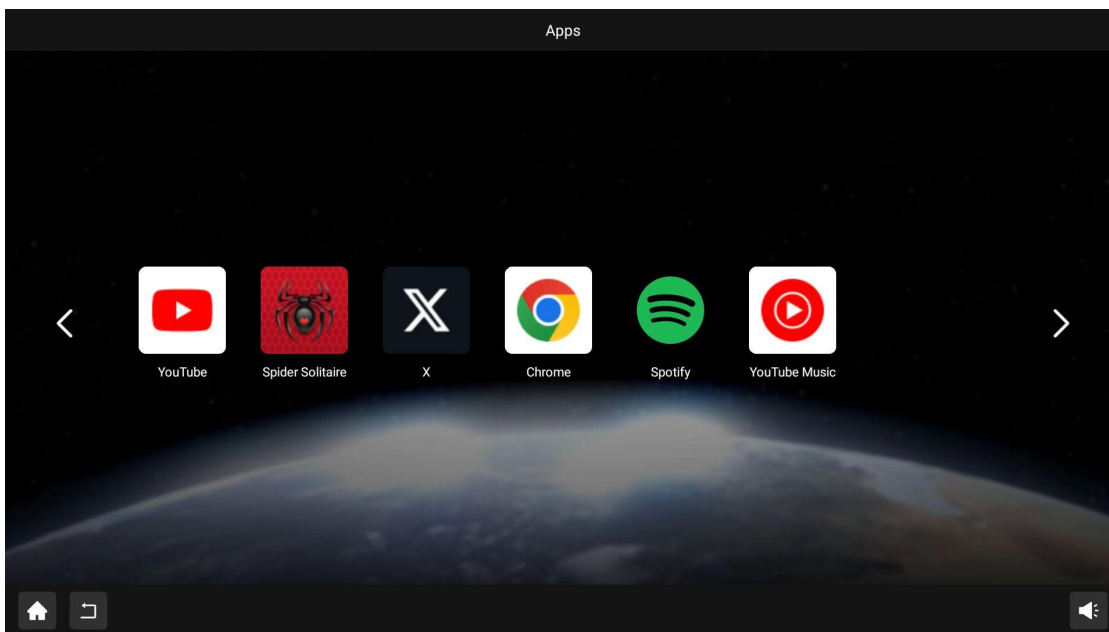 Apps
YouTube
Spider Solitaire
X
Chrome
Spotify
YouTube Music